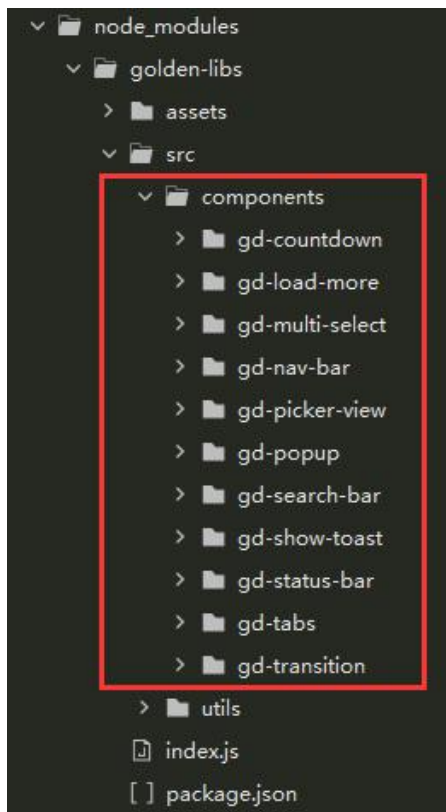 node_modules
golden-libs
assets
src
components
gd-countdown
gd-load-more
gd-multi-select
gd-nav-bar
gd-picker-view
gd-popup
gd-search-bar
gd-show-toast
gd-status-bar
gd-tabs
gd-transition
utils
index.js
package.json